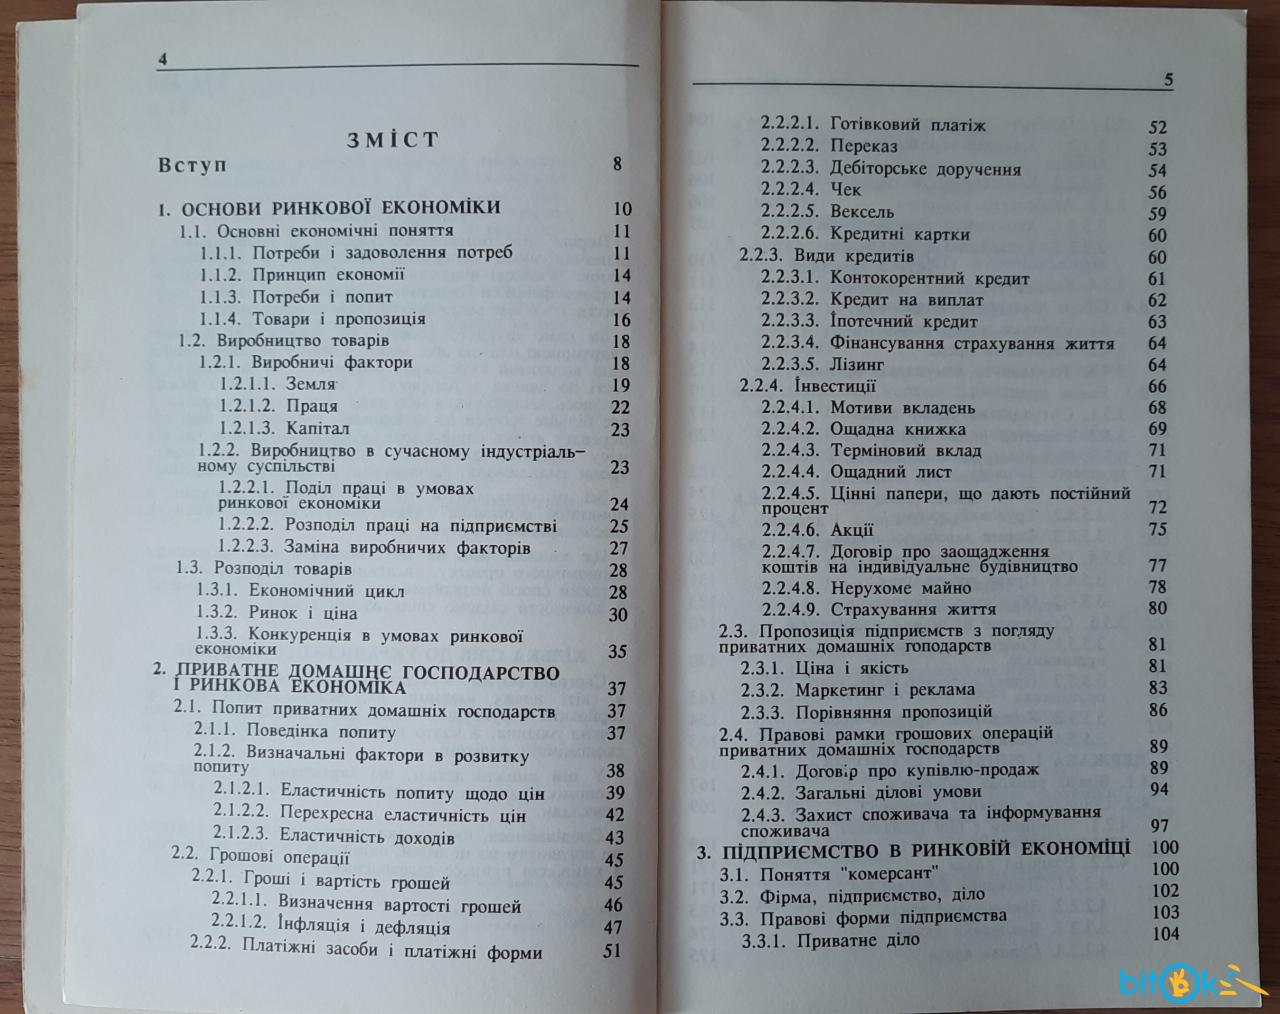 4
ЗМІСТ
Вступ 8
1. ОСНОВИ РИНКОВОЇ ЕКОНОМІКИ 10
1.1. Основні економічні поняття 11
1.1.1. Потреби і задоволення потреб 11
1.1.2. Принцип економії 14
1.1.3. Потреби і попит 14
1.1.4. Товари і пропозиція 16
1.2. Виробництво товарів 18
1.2.1. Виробничі фактори 18
1.2.1.1. Земля 19
1.2.1.2. Праця 22
1.2.1.3. Капітал 23
1.2.2. Виробництво в сучасному індустріаль-
ному суспільстві 23
1.2.2.1. Поділ праці в умовах
ринкової економіки 24
1.2.2.2. Розподіл праці на підприємстві 25
1.2.2.3. Заміна виробничих факторів 27
1.3. Розподіл товарів 28
1.3.1. Економічний цикл 28
1.3.2. Ринок і ціна 30
1.3.3. Конкуренція в умовах ринкової
економіки 35
2. ПРИВАТНЕ ДОМАШНЄ ГОСПОДАРСТВО
І РИНКОВА ЕКОНОМІКА 37
2.1. Попит приватних домашніх господарств 37
2.1.1. Поведінка попиту 37
2.1.2. Визначальні фактори в розвитку
попиту 38
2.1.2.1. Еластичність попиту щодо цін 39
2.1.2.2. Перехресна еластичність цін 42
2.1.2.3. Еластичність доходів 43
2.2. Грошові операції 45
2.2.1. Гроші і вартість грошей 45
2.2.1.1. Визначення вартості грошей 46
2.2.1.2. Інфляція і дефляція 47
2.2.2. Платіжні засоби і платіжні форми 51
5
2.2.2.1. Готівковий платіж 52
2.2.2.2. Переказ 53
2.2.2.3. Дебіторське доручення 54
2.2.2.4. Чек 56
2.2.2.5. Вексель 59
2.2.2.6. Кредитні картки 60
2.2.3. Види кредитів 60
2.2.3.1. Контокорентний кредит 61
2.2.3.2. Кредит на виплат 62
2.2.3.3. Іпотечний кредит 63
2.2.3.4. Фінансування страхування життя 64
2.2.3.5. Лізинг 64
2.2.4. Інвестиції 66
2.2.4.1. Мотиви вкладень 68
2.2.4.2. Ощадна книжка 69
2.2.4.3. Терміновий вклад 71
2.2.4.4. Ощадний лист 71
2.2.4.5. Цінні папери, що дають постійний
процент 72
2.2.4.6. Акції 75
2.2.4.7. Договір про заощадження
коштів на індивідуальне будівництво 77
2.2.4.8. Нерухоме майно 78
2.2.4.9. Страхування життя 80
2.3. Пропозиція підприємств з погляду
приватних домашніх гоподарств 81
2.3.1. Ціна і якість 81
2.3.2. Маркетинг і реклама 83
2.3.3. Порівняння пропозицій 86
2.4. Правові рамки грошових операцій
приватних домашніх господарств 89
2.4.1. Договір про купівлю-продаж 89
2.4.2. Загальні ділові умови 94
2.4.3. Захист споживача та інформування
споживача 97
3. ПІДПРИЄМСТВО В РИНКОВІЙ ЕКОНОМІЦІ 100
3.1. Поняття "комерсант" 100
3.2. Фірма, підприємство, діло 102
3.3. Правові форми підприємства 103
3.3.1. Приватне діло 104